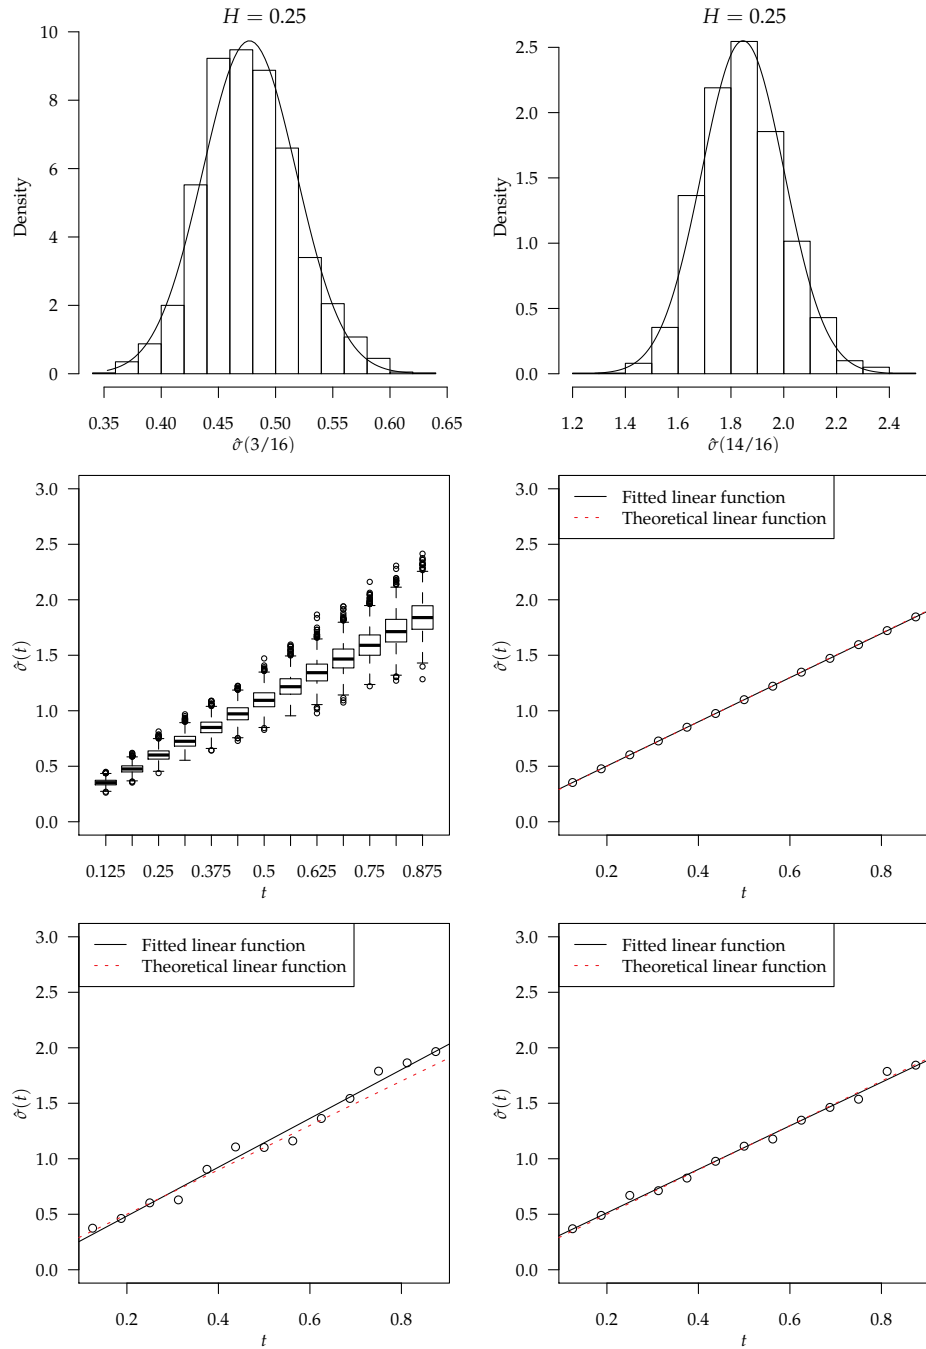 H = 0.25
10
8
6
4
2
0
Density
0.35 0.40 0.45 0.50 0.55 0.60 0.65
σ̂(3/16)
H = 0.25
2.5
2.0
1.5
1.0
0.5
0.0
Density
1.2 1.4 1.6 1.8 2.0 2.2 2.4
σ̂(14/16)
3.0
2.5
2.0
1.5
1.0
0.5
0.0
σ̂(t)
0.125 0.25 0.375 0.5 0.625 0.75 0.875
t
Fitted linear function
Theoretical linear function
3.0
2.5
2.0
1.5
1.0
0.5
0.0
σ̂(t)
0.2 0.4 0.6 0.8
t
Fitted linear function
Theoretical linear function
3.0
2.5
2.0
1.5
1.0
0.5
0.0
σ̂(t)
0.2 0.4 0.6 0.8
t
Fitted linear function
Theoretical linear function
3.0
2.5
2.0
1.5
1.0
0.5
0.0
σ̂(t)
0.2 0.4 0.6 0.8
t